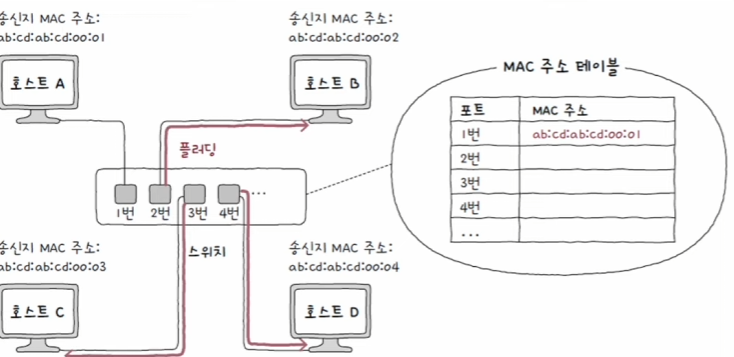 송신지 MAC 주소:
ab:cd:ab:cd:00:01
호스트 A
송신지 MAC 주소:
ab:cd:ab:cd:00:02
호스트 B
MAC 주소 테이블
포트 MAC 주소
1번 ab:cd:ab:cd:00:01
2번
3번
4번
...
플러딩
...
1번 2번 3번 4번
스위치
송신지 MAC 주소:
ab:cd:ab:cd:00:03
호스트 C
송신지 MAC 주소:
ab:cd:ab:cd:00:04
호스트 D